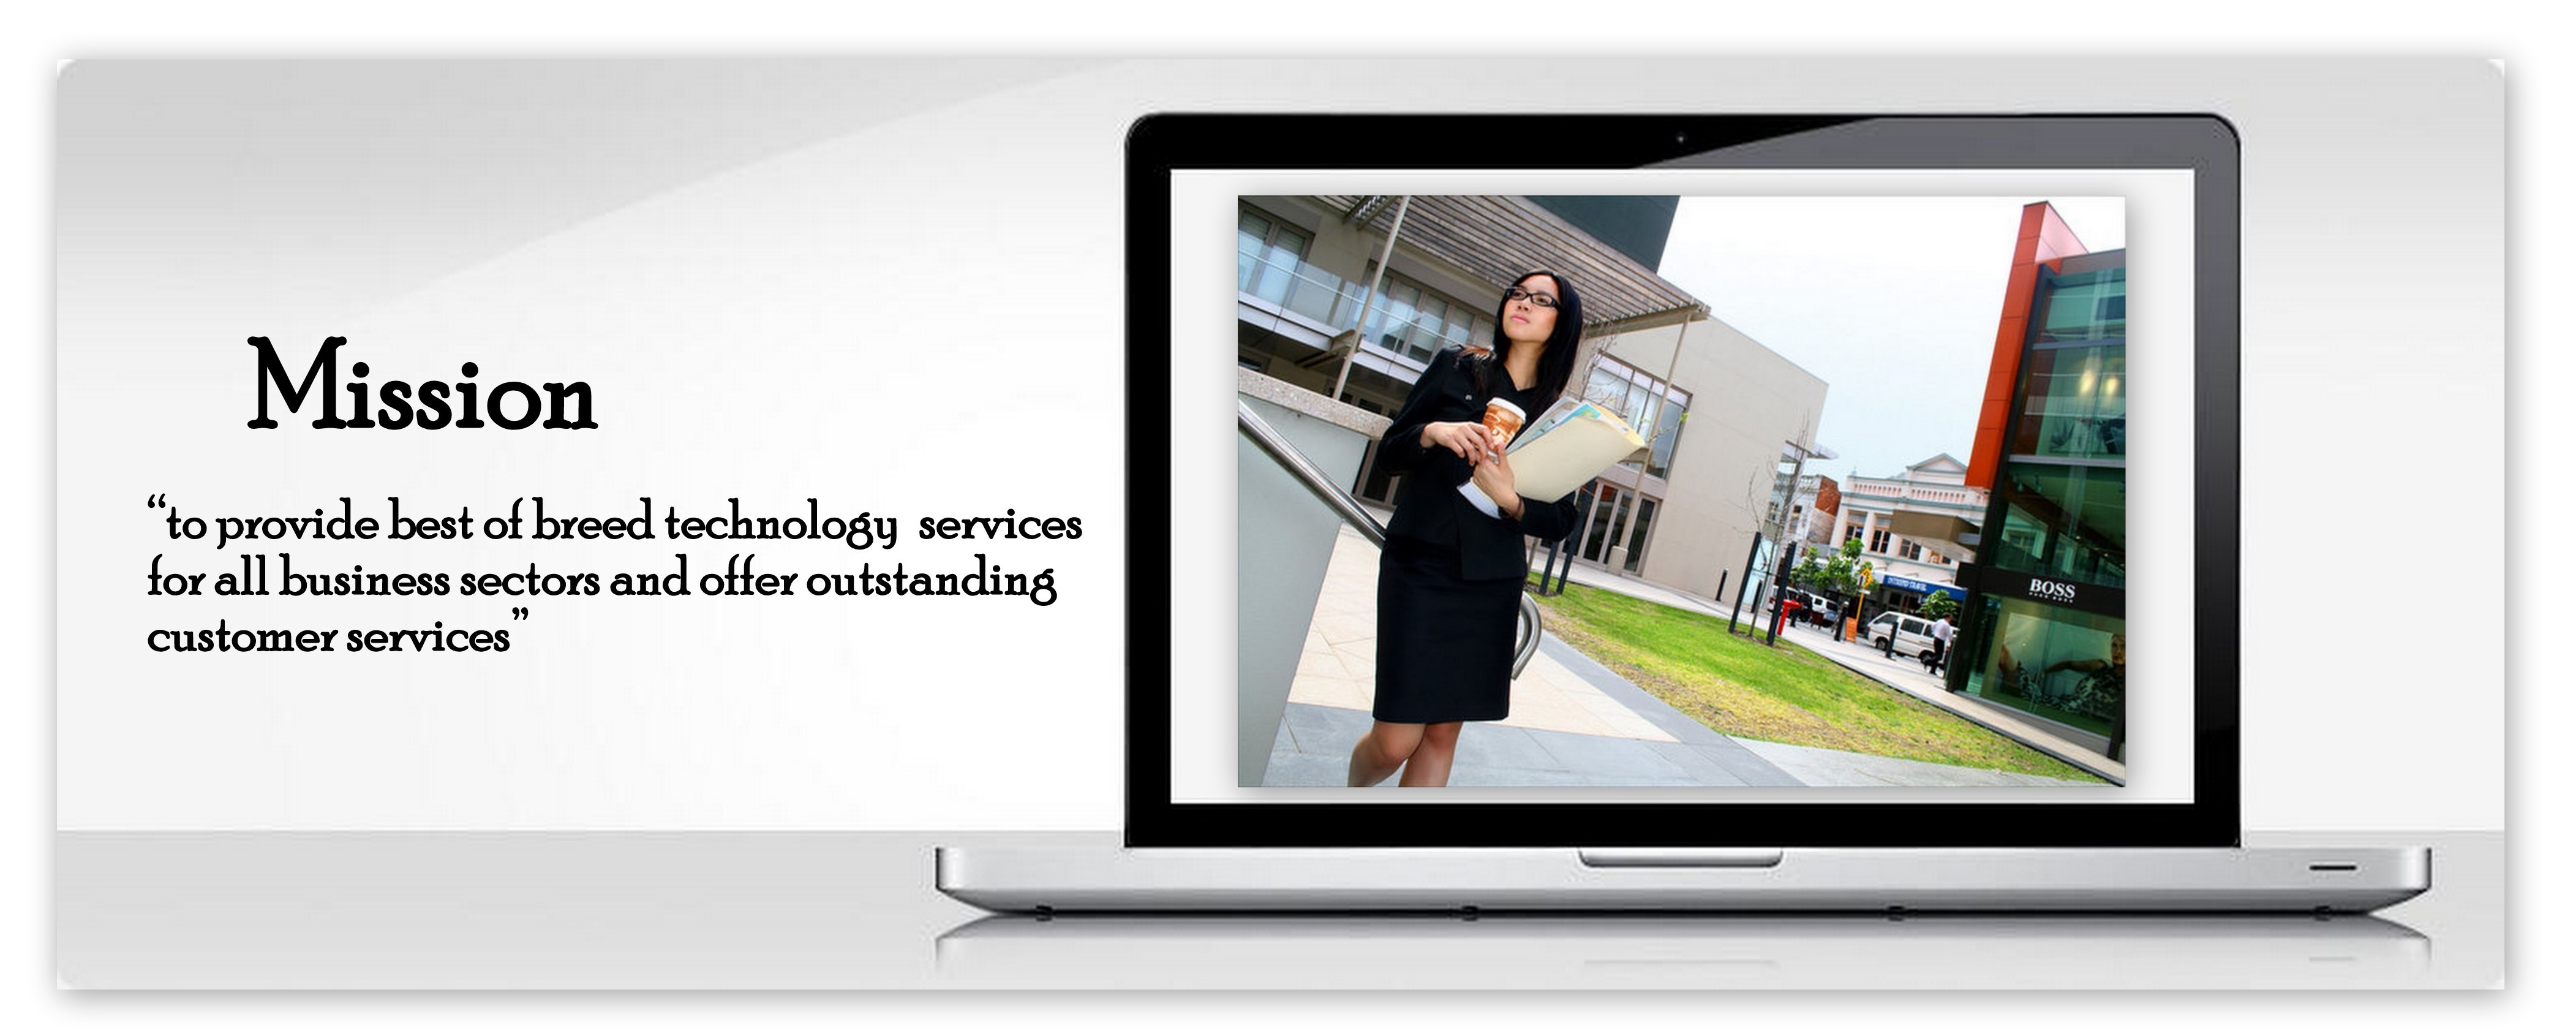 Mission
“to provide best of breed technology  services
for all business sectors and offer outstanding
customer services”
BOSS